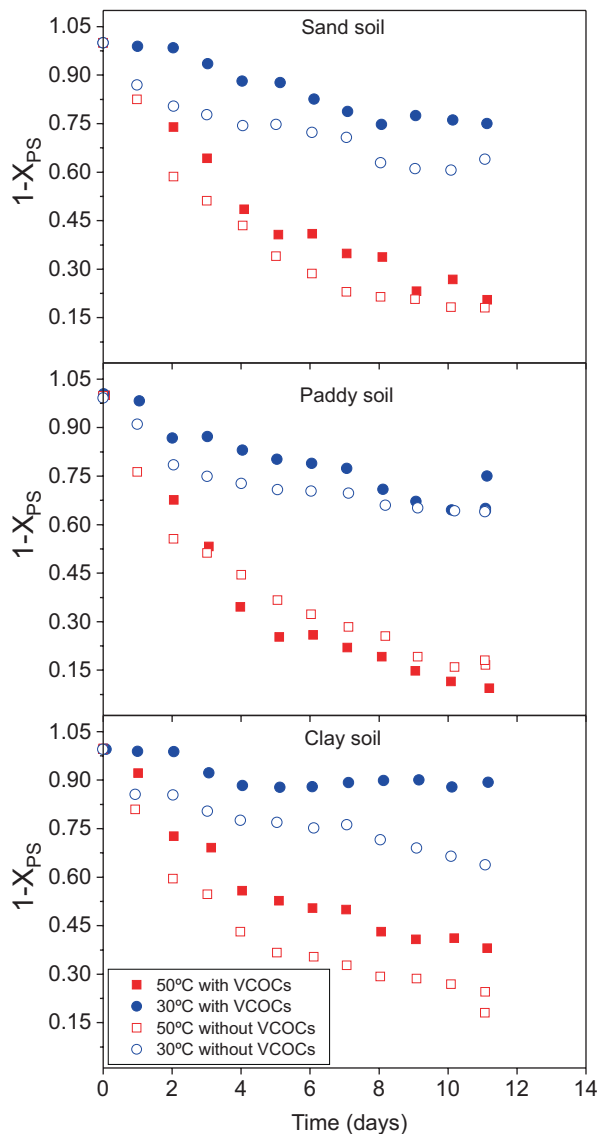 Sand soil
1.05
0.90
0.75
0.60
0.45
0.30
0.15
1-XPS
Paddy soil
1.05
0.90
0.75
0.60
0.45
0.30
0.15
1-XPS
Clay soil
1.05
0.90
0.75
0.60
0.45
0.30
0.15
1-XPS
50ºC with VCOCs
30ºC with VCOCs
50ºC without VCOCs
30ºC without VCOCs
0 2 4 6 8 10 12 14
Time (days)